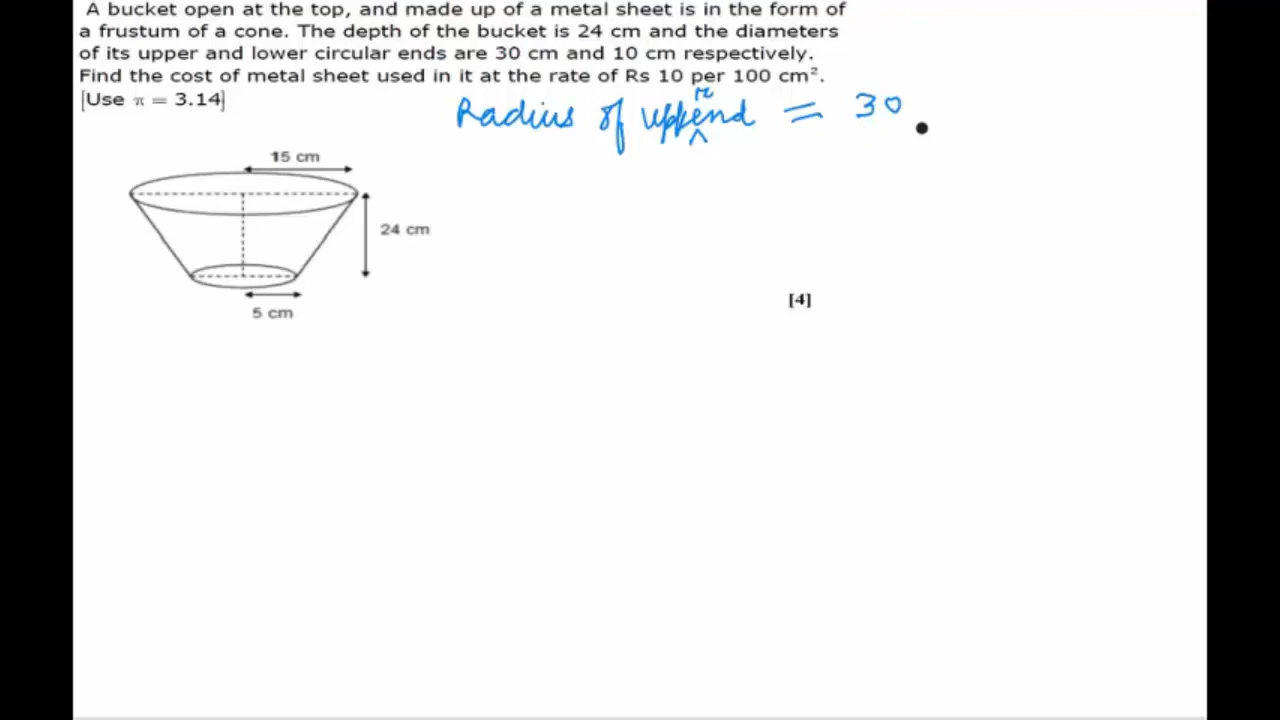 A bucket open at the top, and made up of a metal sheet is in the form of
a frustum of a cone. The depth of the bucket is 24 cm and the diameters
of its upper and lower circular ends are 30 cm and 10 cm respectively.
Find the cost of metal sheet used in it at the rate of Rs 10 per 100 cm².
[Use π = 3.14]
Radius of upper end = 30
15 cm
24 cm
[4]
5 cm